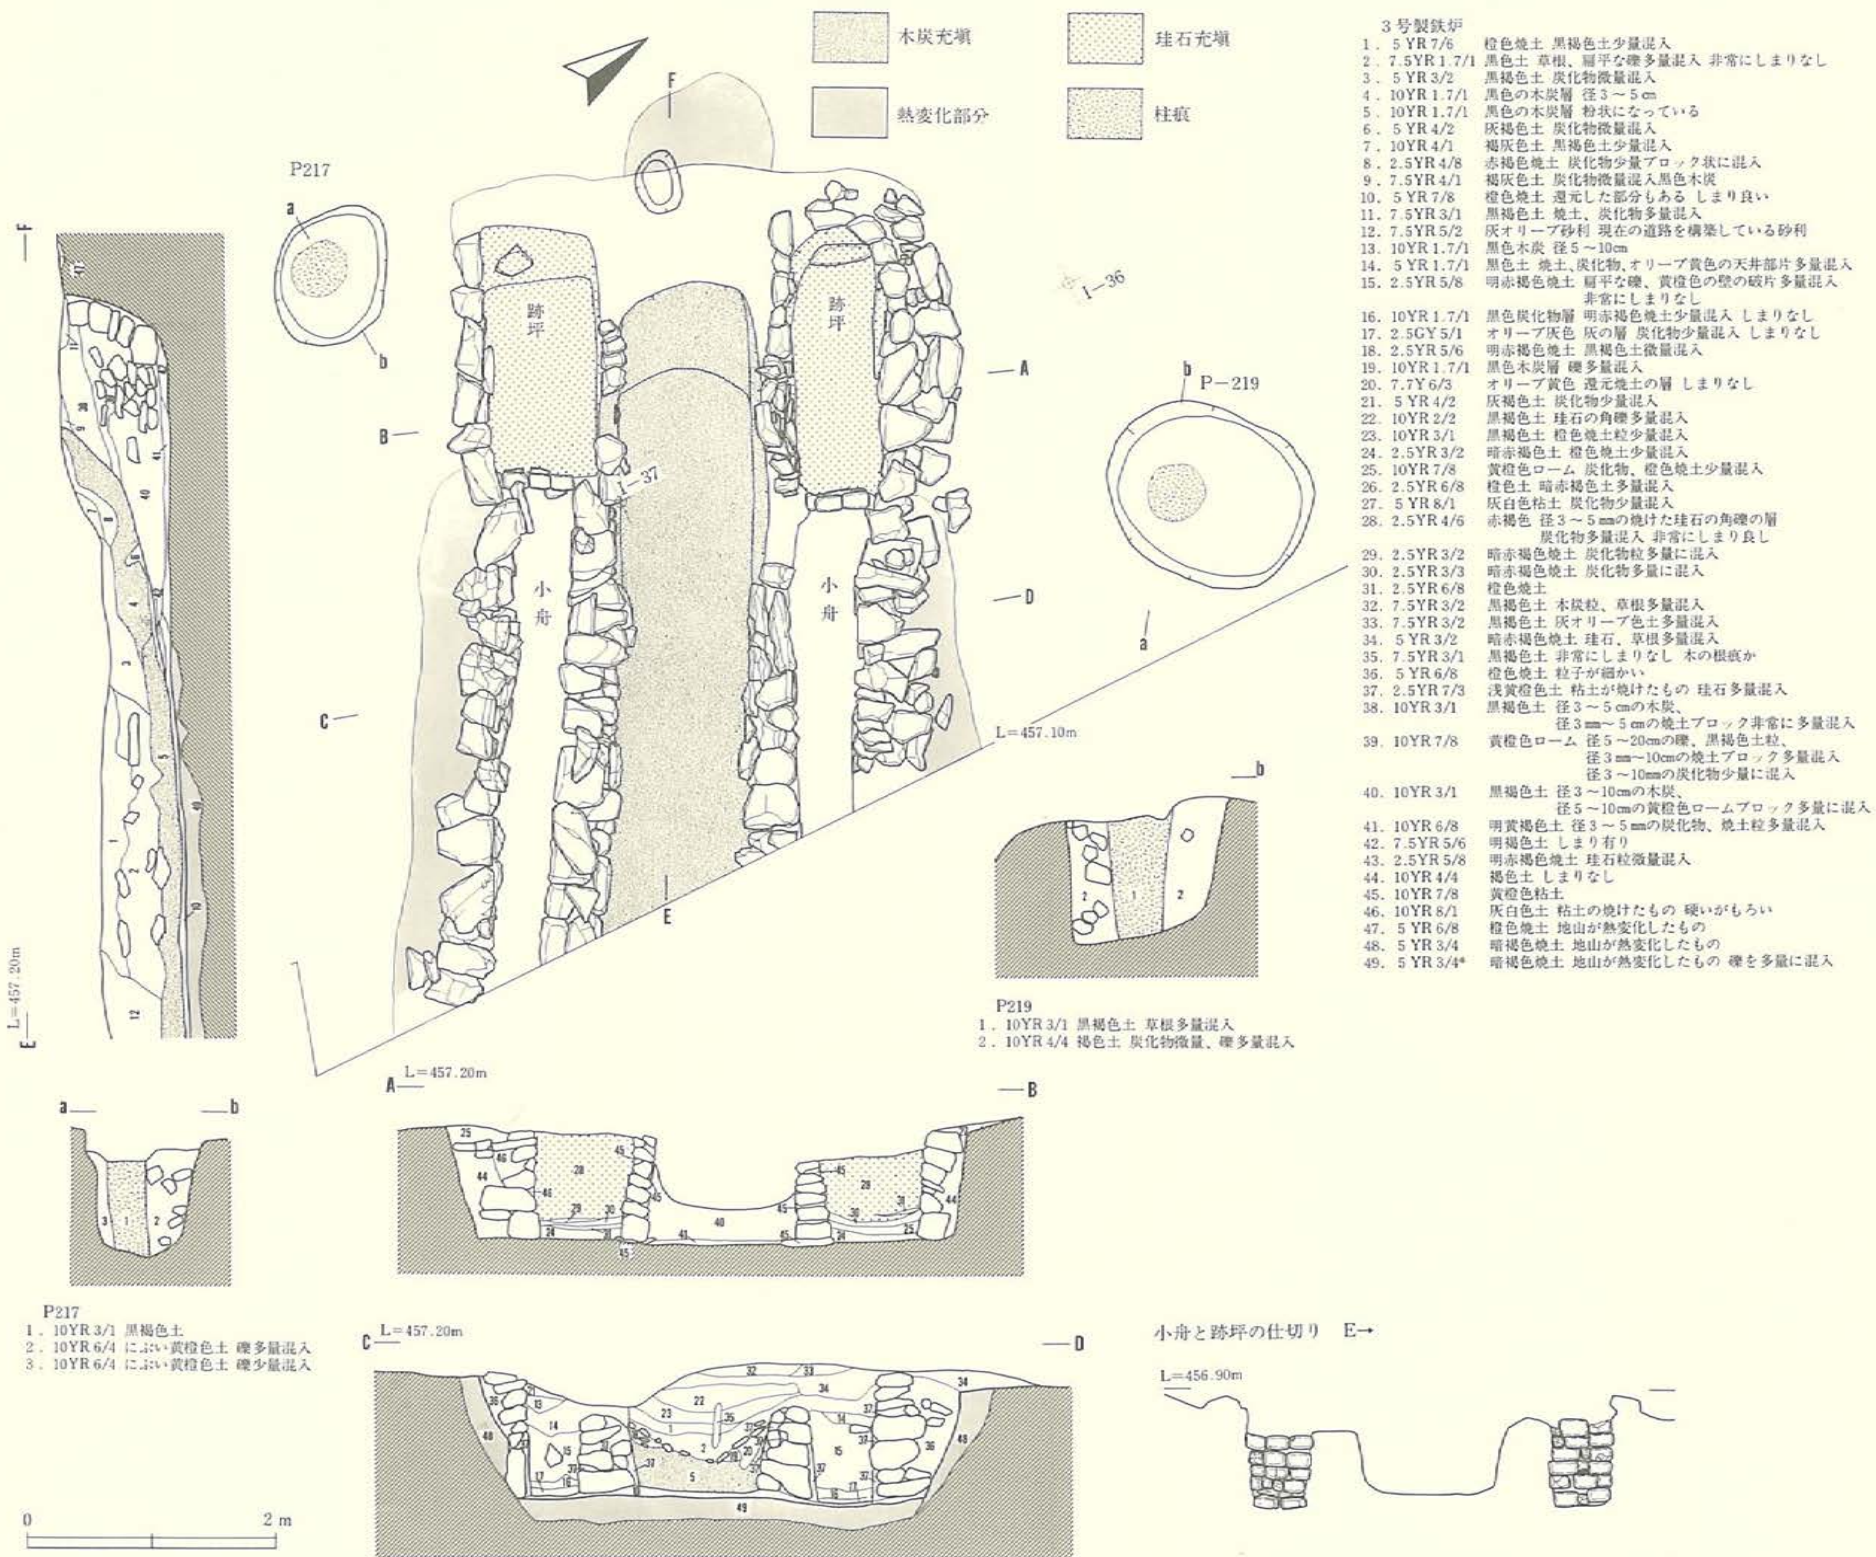 木炭充塡
珪石充塡
熱変化部分
柱痕
F
P217
a
b
跡坪
跡坪
I-36
A
B
I-37
小舟
小舟
C
D
E
b
P-219
a
L=457.10m
b
2 1 2
P219
1. 10YR3/1 黒褐色土 草根多量混入
2. 10YR4/4 褐色土 炭化物微量、礫多量混入
F
E
L=457.20m
3号製鉄炉
1. 5YR7/6 橙色焼土 黒褐色土少量混入
2. 7.5YR1.7/1 黒色土 草根、扁平な礫多量混入 非常にしまりなし
3. 5YR3/2 黒褐色土 炭化物微量混入
4. 10YR1.7/1 黒色の木炭層 径3~5㎝
5. 10YR1.7/1 黒色の木炭層 粉状になっている
6. 5YR4/2 灰褐色土 炭化物微量混入
7. 10YR4/1 褐灰色土 黒褐色土少量混入
8. 2.5YR4/8 赤褐色焼土 炭化物少量ブロック状に混入
9. 7.5YR4/1 褐灰色土 炭化物微量混入黒色木炭
10. 5YR7/8 橙色焼土 還元した部分もある しまり良い
11. 7.5YR3/1 黒褐色土 焼土、炭化物多量混入
12. 7.5YR5/2 灰オリーブ砂利 現在の道路を構築している砂利
13. 10YR1.7/1 黒色木炭 径5~10㎝
14. 5YR1.7/1 黒色土 焼土、炭化物、オリーブ黄色の天井部片多量混入
15. 2.5YR5/8 明赤褐色焼土 扁平な礫、黄橙色の壁の破片多量混入
非常にしまりなし
16. 10YR1.7/1 黒色炭化物層 明赤褐色焼土少量混入 しまりなし
17. 2.5GY5/1 オリーブ灰色 灰の層 炭化物少量混入 しまりなし
18. 2.5YR5/6 明赤褐色焼土 黒褐色土微量混入
19. 10YR1.7/1 黒色木炭層 礫多量混入
20. 7.7Y6/3 オリーブ黄色 還元焼土の層 しまりなし
21. 5YR4/2 灰褐色土 炭化物少量混入
22. 10YR2/2 黒褐色土 珪石の角礫多量混入
23. 10YR3/1 黒褐色土 橙色焼土粒少量混入
24. 2.5YR3/2 暗赤褐色土 橙色焼土少量混入
25. 10YR7/8 黄橙色ローム 炭化物、橙色焼土少量混入
26. 2.5YR6/8 橙色土 暗赤褐色土多量混入
27. 5YR8/1 灰白色粘土 炭化物少量混入
28. 2.5YR4/6 赤褐色 径3~5㎜の焼けた珪石の角礫の層
炭化物多量混入 非常にしまり良し
29. 2.5YR3/2 暗赤褐色焼土 炭化物粒多量に混入
30. 2.5YR3/3 暗赤褐色焼土 炭化物多量に混入
31. 2.5YR6/8 橙色焼土
32. 7.5YR3/2 黒褐色土 木炭粒、草根多量混入
33. 7.5YR3/2 黒褐色土 灰オリーブ色土多量混入
34. 5YR3/2 暗赤褐色焼土 珪石、草根多量混入
35. 7.5YR3/1 黒褐色土 非常にしまりなし 木の根痕か
36. 5YR6/8 橙色焼土 粒子が細かい
37. 2.5YR7/3 浅黄橙色土 粘土が焼けたもの 珪石多量混入
38. 10YR3/1 黒褐色土 径3~5㎝の木炭、
径3㎜~5㎝の焼土ブロック非常に多量混入
39. 10YR7/8 黄橙色ローム 径5~20㎝の礫、黒褐色土粒、
径3㎜~10㎝の焼土ブロック多量混入
径3~10㎜の炭化物少量に混入
40. 10YR3/1 黒褐色土 径3~10㎝の木炭、
径5~10㎝の黄橙色ロームブロック多量に混入
41. 10YR6/8 明黄褐色土 径3~5㎜の炭化物、焼土粒多量混入
42. 7.5YR5/6 明褐色土 しまり有り
43. 2.5YR5/8 明赤褐色焼土 珪石粒微量混入
44. 10YR4/4 褐色土 しまりなし
45. 10YR7/8 黄橙色粘土
46. 10YR8/1 灰白色土 粘土の焼けたもの 硬いがもろい
47. 5YR6/8 橙色焼土 地山が熱変化したもの
48. 5YR3/4 暗褐色焼土 地山が熱変化したもの
49. 5YR3/4* 暗褐色焼土 地山が熱変化したもの 礫を多量に混入
a b
3 1 2
P217
1. 10YR3/1 黒褐色土
2. 10YR6/4 にぶい黄橙色土 礫多量混入
3. 10YR6/4 にぶい黄橙色土 礫少量混入
0 2m
A L=457.20m B
C L=457.20m D
小舟と跡坪の仕切り E→
L=456.90m